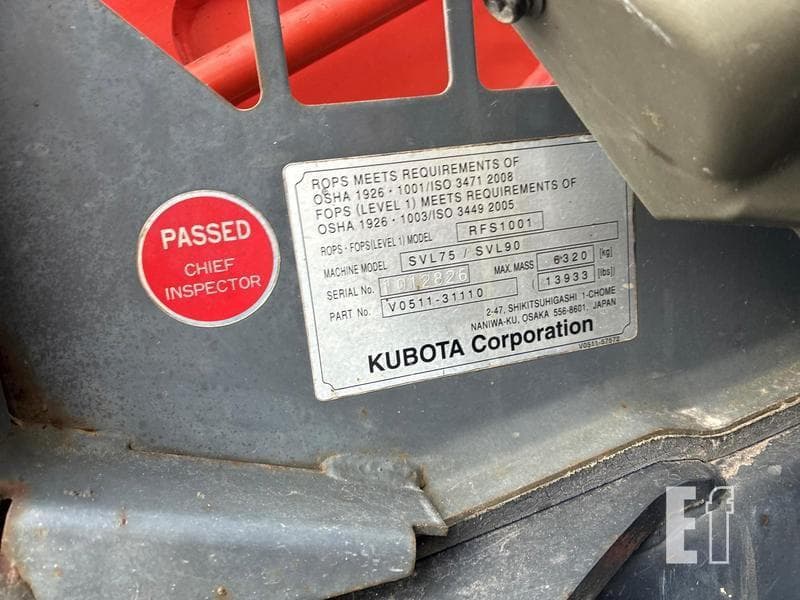 PASSED
CHIEF
INSPECTOR
ROPS MEETS REQUIREMENTS OF
OSHA 1926・1001/ISO 3471 2008
FOPS (LEVEL 1) MEETS REQUIREMENTS OF
OSHA 1926・1003/ISO 3449 2005
ROPS・FOPS(LEVEL 1) MODEL RFS1001
MACHINE MODEL SVL75 / SVL90
SERIAL No. 1012826 MAX. MASS 6320 [kg]
(13933) [lbs]
PART No. V0511-31110
2-47, SHIKITSUHIGASHI 1-CHOME
NANIWA-KU, OSAKA 556-8601, JAPAN
KUBOTA Corporation
Ef